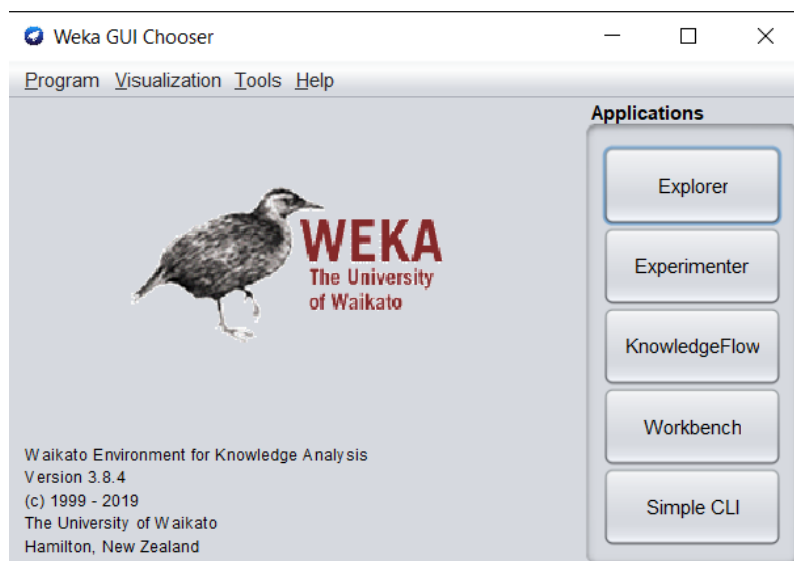 Weka GUI Chooser
Program Visualization Tools Help
Applications
Explorer
Experimenter
KnowledgeFlow
Workbench
Simple CLI
WEKA
The University
of Waikato
Waikato Environment for Knowledge Analysis
Version 3.8.4
(c) 1999 - 2019
The University of Waikato
Hamilton, New Zealand